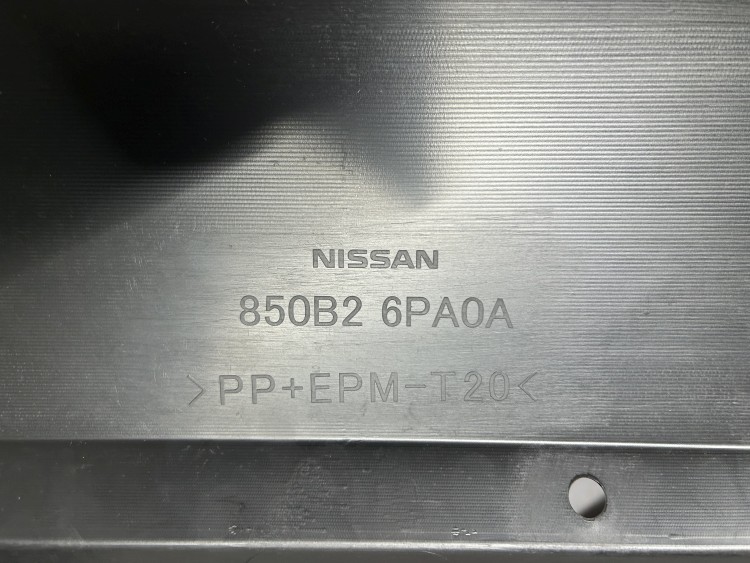 NISSAN
850B2 6PA0A
>PP+EPM-T20<